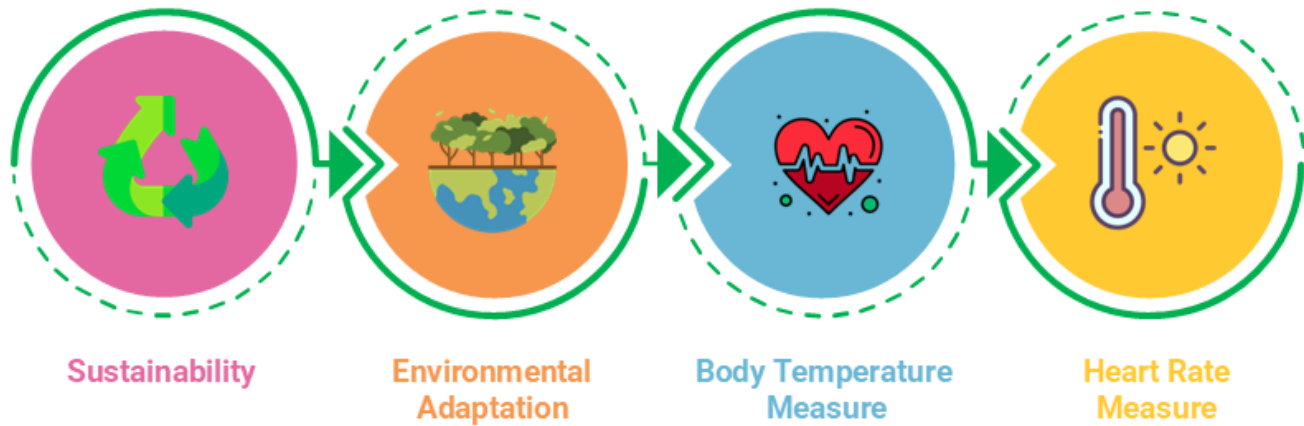 Sustainability
Environmental
Adaptation
Body Temperature
Measure
Heart Rate
Measure